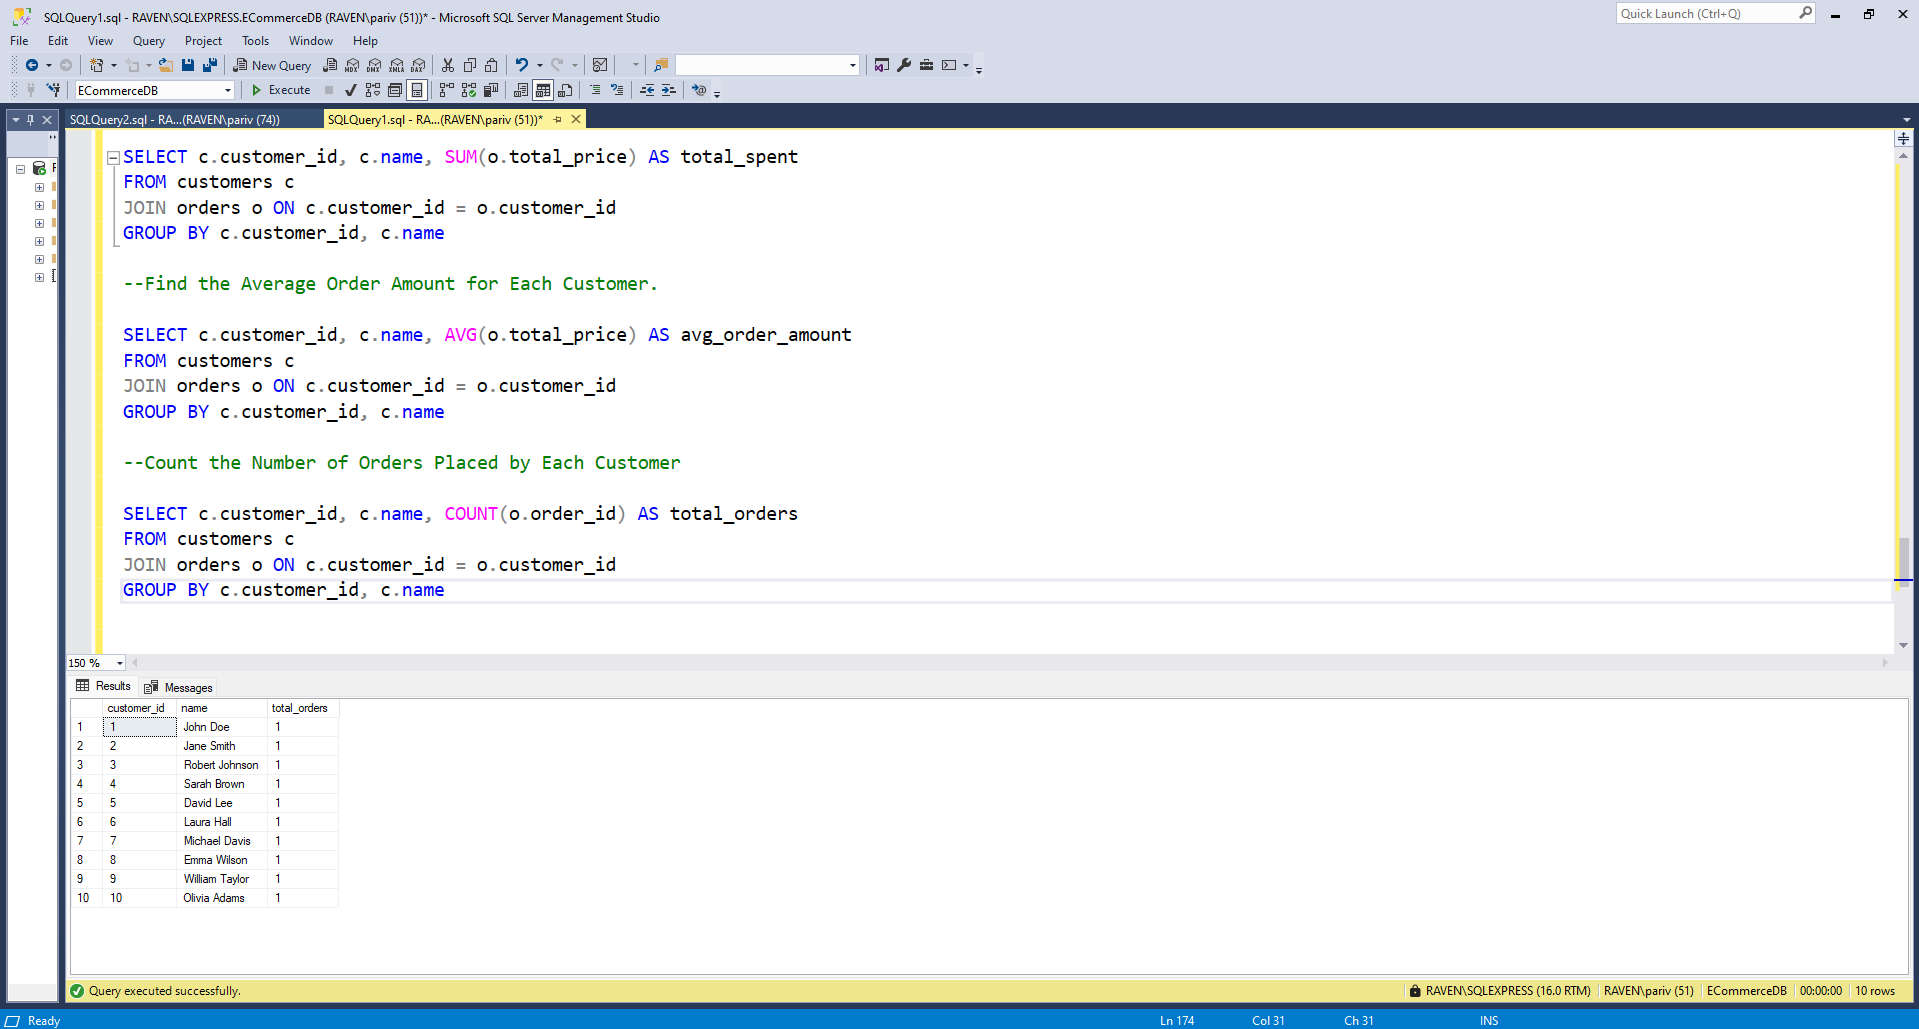 SQLQuery1.sql - RAVEN\SQLEXPRESS.ECommerceDB (RAVEN\pariv (51))* - Microsoft SQL Server Management Studio
Quick Launch (Ctrl+Q)
File Edit View Query Project Tools Window Help
New Query
MDX DMX XMLA DAX
ECommerceDB
Execute
SQLQuery2.sql - RA...(RAVEN\pariv (74))
SQLQuery1.sql - RA...(RAVEN\pariv (51))*
SELECT c.customer_id, c.name, SUM(o.total_price) AS total_spent
FROM customers c
JOIN orders o ON c.customer_id = o.customer_id
GROUP BY c.customer_id, c.name
--Find the Average Order Amount for Each Customer.
SELECT c.customer_id, c.name, AVG(o.total_price) AS avg_order_amount
FROM customers c
JOIN orders o ON c.customer_id = o.customer_id
GROUP BY c.customer_id, c.name
--Count the Number of Orders Placed by Each Customer
SELECT c.customer_id, c.name, COUNT(o.order_id) AS total_orders
FROM customers c
JOIN orders o ON c.customer_id = o.customer_id
GROUP BY c.customer_id, c.name
150 %
Results Messages
customer_id name total_orders
1 1 John Doe 1
2 2 Jane Smith 1
3 3 Robert Johnson 1
4 4 Sarah Brown 1
5 5 David Lee 1
6 6 Laura Hall 1
7 7 Michael Davis 1
8 8 Emma Wilson 1
9 9 William Taylor 1
10 10 Olivia Adams 1
Query executed successfully.
RAVEN\SQLEXPRESS (16.0 RTM) RAVEN\pariv (51) ECommerceDB 00:00:00 10 rows
Ready
Ln 174 Col 31 Ch 31 INS